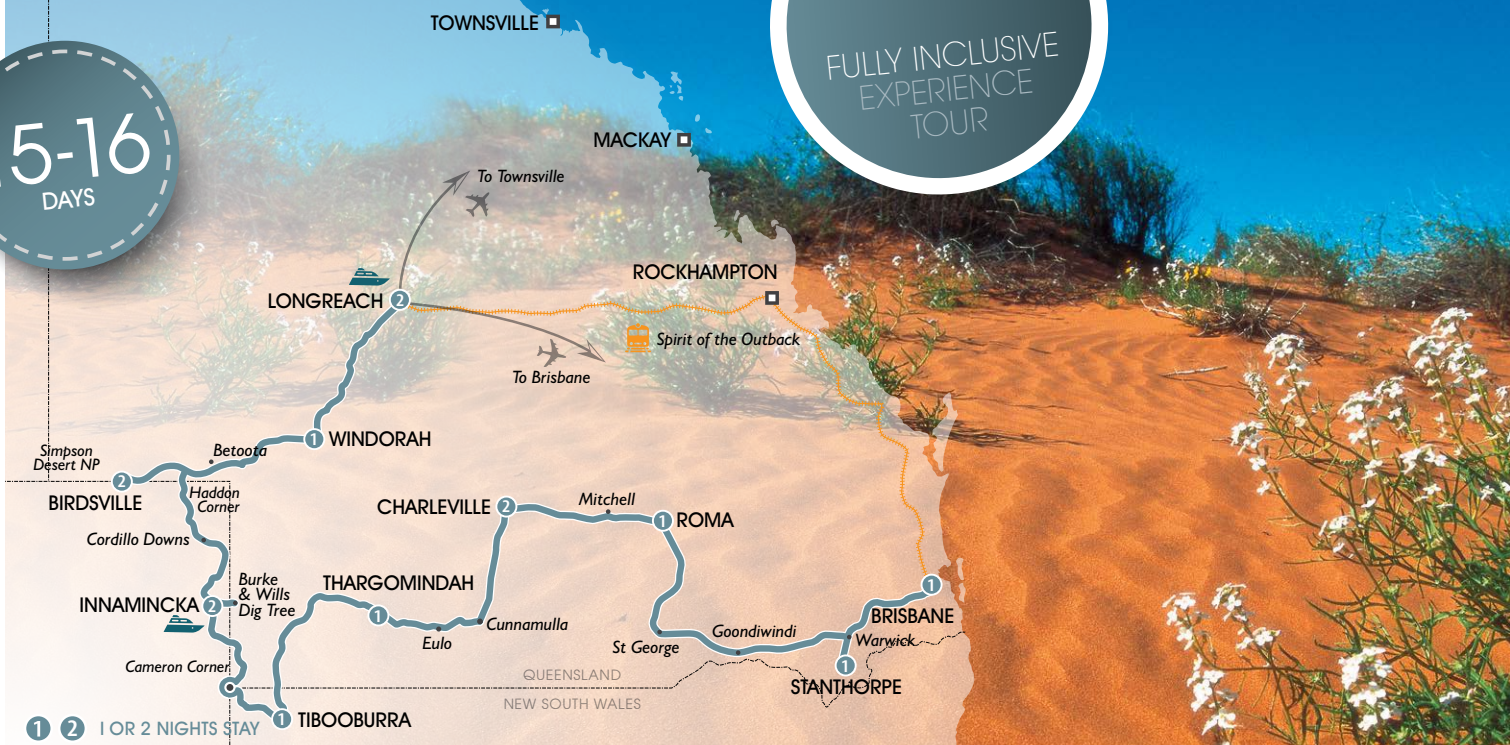 TOWNSVILLE
FULLY INCLUSIVE
EXPERIENCE
TOUR
5-16
DAYS
MACKAY
To Townsville
ROCKHAMPTON
LONGREACH 2
Spirit of the Outback
To Brisbane
1 WINDORAH
Simpson
Desert NP
Betoota
2
BIRDSVILLE
Haddon
Corner
CHARLEVILLE 2
Mitchell
1 ROMA
Cordillo Downs
Burke
& Wills
Dig Tree
INNAMINCKA 2
THARGOMINDAH
1
Eulo
Cunnamulla
St George
Goondiwindi
1
BRISBANE
Warwick
1
STANTHORPE
Cameron Corner
QUEENSLAND
NEW SOUTH WALES
1 TIBOOBURRA
1 2 1 OR 2 NIGHTS STAY